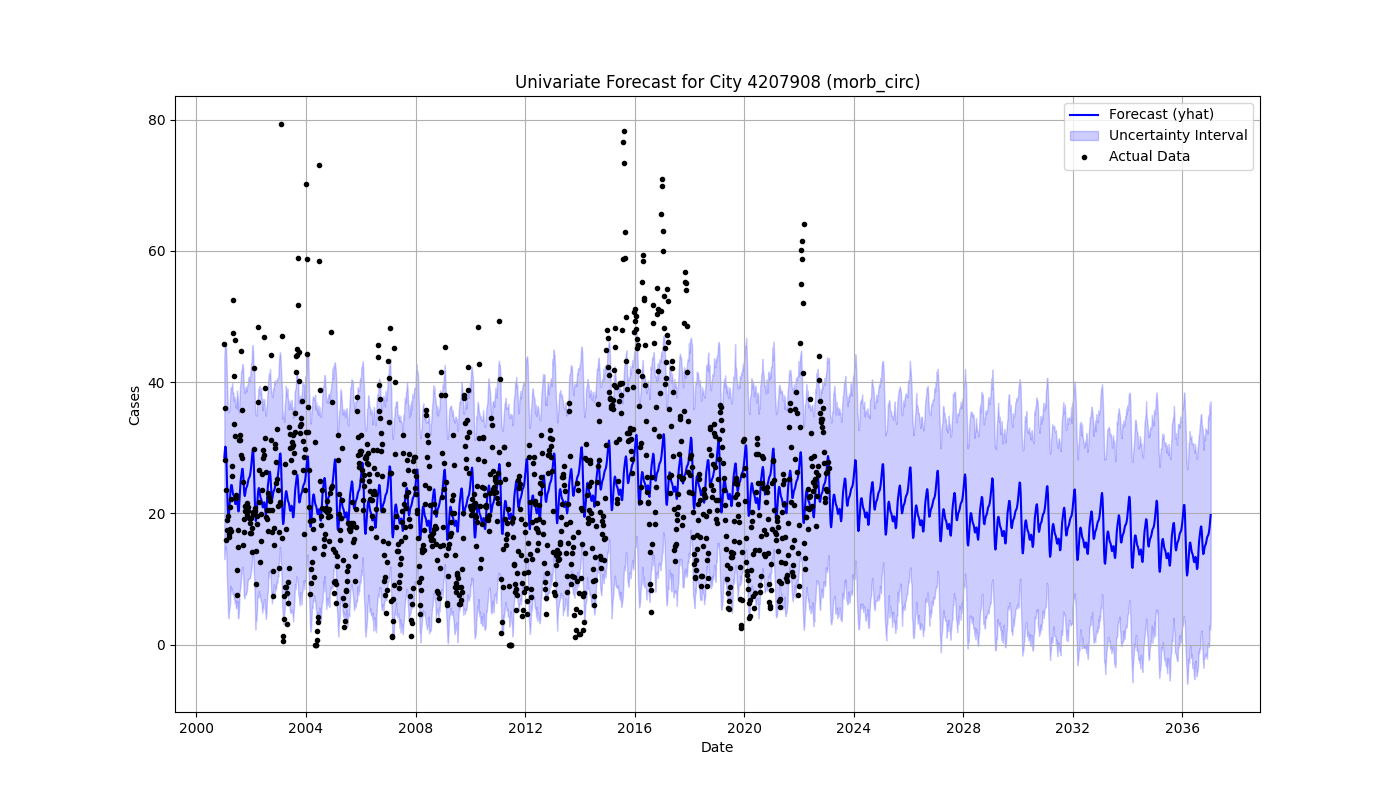 Univariate Forecast for City 4207908 (morb_circ)
Forecast (yhat)
Uncertainty Interval
Actual Data
80
60
40
20
0
Cases
2000 2004 2008 2012 2016 2020 2024 2028 2032 2036
Date